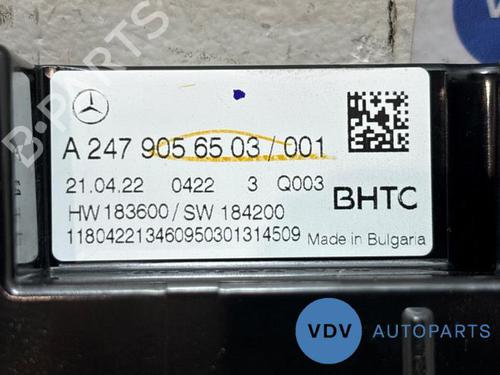 A 247 905 65 03 / 001
21.04.22 0422 3 Q003
BHTC
HW 183600 / SW 184200
118042213460950301314509
Made in Bulgaria
B-PARTS
VDV AUTOPARTS